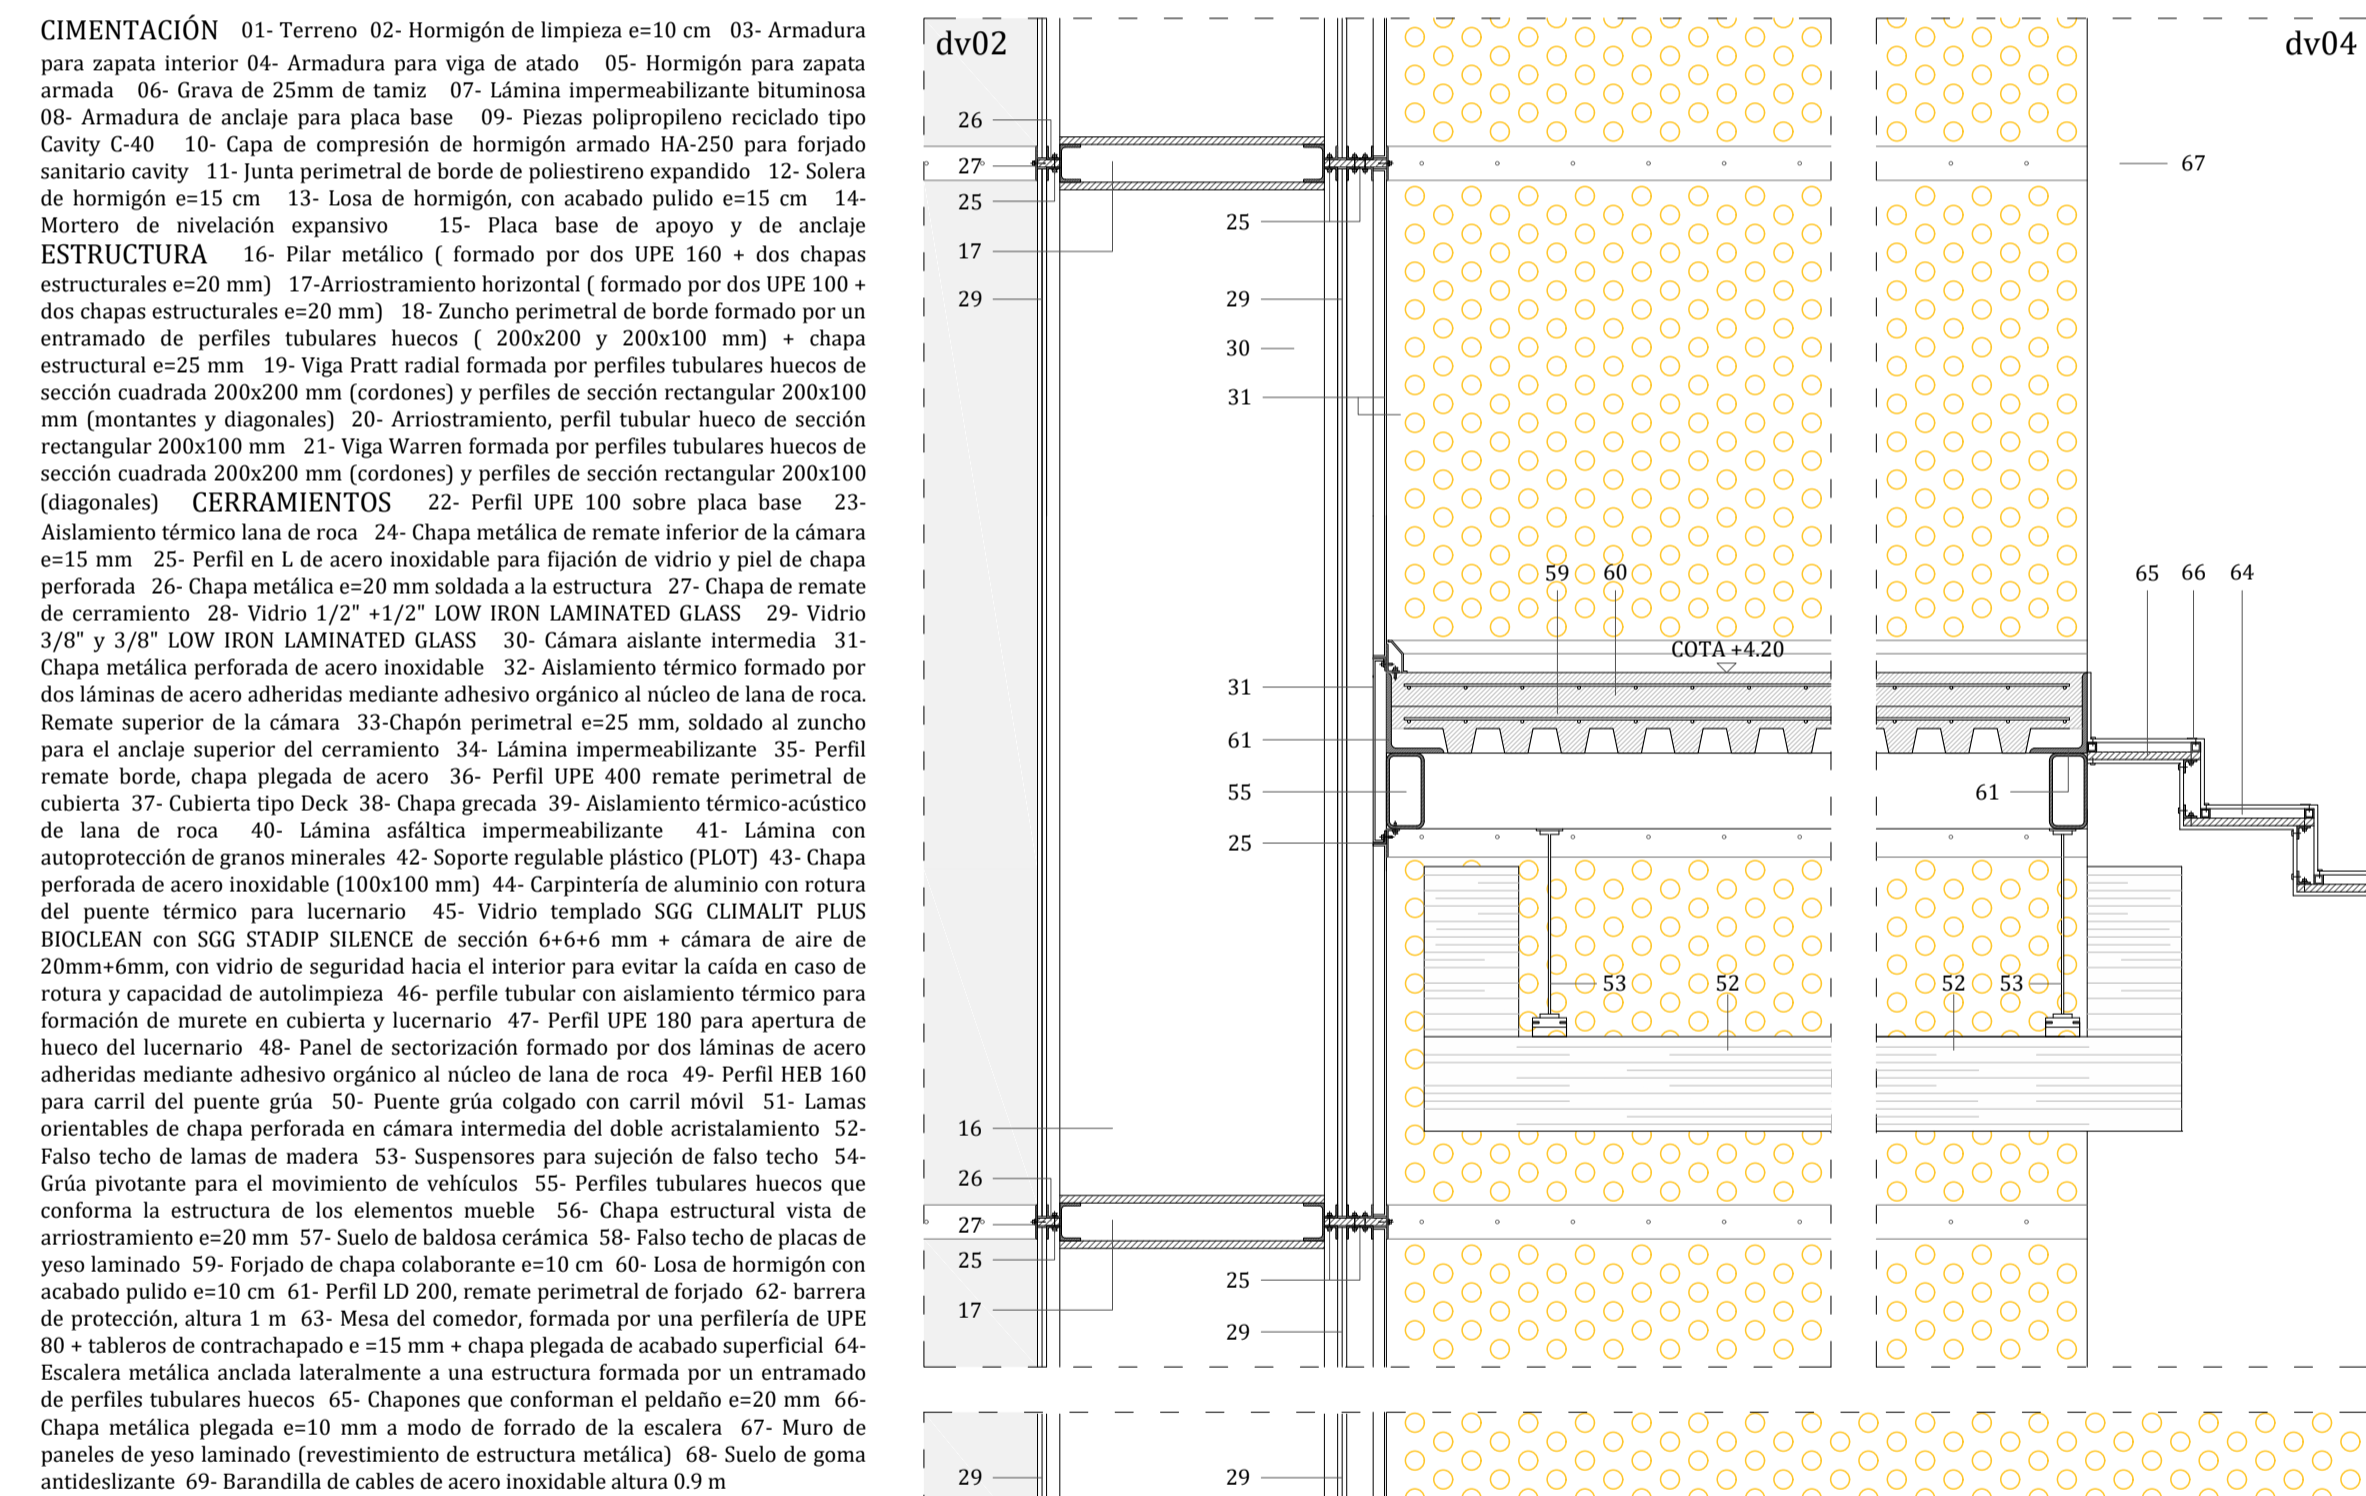 CIMENTACIÓN 01- Terreno 02- Hormigón de limpieza e=10 cm 03- Armadura
para zapata interior 04- Armadura para viga de atado 05- Hormigón para zapata
armada 06- Grava de 25mm de tamiz 07- Lámina impermeabilizante bituminosa
08- Armadura de anclaje para placa base 09- Piezas polipropileno reciclado tipo
Cavity C-40 10- Capa de compresión de hormigón armado HA-250 para forjado
sanitario cavity 11- Junta perimetral de borde de poliestireno expandido 12- Solera
de hormigón e=15 cm 13- Losa de hormigón, con acabado pulido e=15 cm 14-
Mortero de nivelación expansivo 15- Placa base de apoyo y de anclaje
ESTRUCTURA 16- Pilar metálico ( formado por dos UPE 160 + dos chapas
estructurales e=20 mm) 17-Arriostramiento horizontal ( formado por dos UPE 100 +
dos chapas estructurales e=20 mm) 18- Zuncho perimetral de borde formado por un
entramado de perfiles tubulares huecos ( 200x200 y 200x100 mm) + chapa
estructural e=25 mm 19- Viga Pratt radial formada por perfiles tubulares huecos de
sección cuadrada 200x200 mm (cordones) y perfiles de sección rectangular 200x100
mm (montantes y diagonales) 20- Arriostramiento, perfil tubular hueco de sección
rectangular 200x100 mm 21- Viga Warren formada por perfiles tubulares huecos de
sección cuadrada 200x200 mm (cordones) y perfiles de sección rectangular 200x100
(diagonales) CERRAMIENTOS 22- Perfil UPE 100 sobre placa base 23-
Aislamiento térmico lana de roca 24- Chapa metálica de remate inferior de la cámara
e=15 mm 25- Perfil en L de acero inoxidable para fijación de vidrio y piel de chapa
perforada 26- Chapa metálica e=20 mm soldada a la estructura 27- Chapa de remate
de cerramiento 28- Vidrio 1/2" +1/2" LOW IRON LAMINATED GLASS 29- Vidrio
3/8" y 3/8" LOW IRON LAMINATED GLASS 30- Cámara aislante intermedia 31-
Chapa metálica perforada de acero inoxidable 32- Aislamiento térmico formado por
dos láminas de acero adheridas mediante adhesivo orgánico al núcleo de lana de roca.
Remate superior de la cámara 33-Chapón perimetral e=25 mm, soldado al zuncho
para el anclaje superior del cerramiento 34- Lámina impermeabilizante 35- Perfil
remate borde, chapa plegada de acero 36- Perfil UPE 400 remate perimetral de
cubierta 37- Cubierta tipo Deck 38- Chapa grecada 39- Aislamiento térmico-acústico
de lana de roca 40- Lámina asfáltica impermeabilizante 41- Lámina con
autoprotección de granos minerales 42- Soporte regulable plástico (PLOT) 43- Chapa
perforada de acero inoxidable (100x100 mm) 44- Carpintería de aluminio con rotura
del puente térmico para lucernario 45- Vidrio templado SGG CLIMALIT PLUS
BIOCLEAN con SGG STADIP SILENCE de sección 6+6+6 mm + cámara de aire de
20mm+6mm, con vidrio de seguridad hacia el interior para evitar la caída en caso de
rotura y capacidad de autolimpieza 46- perfile tubular con aislamiento térmico para
formación de murete en cubierta y lucernario 47- Perfil UPE 180 para apertura de
hueco del lucernario 48- Panel de sectorización formado por dos láminas de acero
adheridas mediante adhesivo orgánico al núcleo de lana de roca 49- Perfil HEB 160
para carril del puente grúa 50- Puente grúa colgado con carril móvil 51- Lamas
orientables de chapa perforada en cámara intermedia del doble acristalamiento 52-
Falso techo de lamas de madera 53- Suspensores para sujeción de falso techo 54-
Grúa pivotante para el movimiento de vehículos 55- Perfiles tubulares huecos que
conforma la estructura de los elementos mueble 56- Chapa estructural vista de
arriostramiento e=20 mm 57- Suelo de baldosa cerámica 58- Falso techo de placas de
yeso laminado 59- Forjado de chapa colaborante e=10 cm 60- Losa de hormigón con
acabado pulido e=10 cm 61- Perfil LD 200, remate perimetral de forjado 62- barrera
de protección, altura 1 m 63- Mesa del comedor, formada por una perfilería de UPE
80 + tableros de contrachapado e =15 mm + chapa plegada de acabado superficial 64-
Escalera metálica anclada lateralmente a una estructura formada por un entramado
de perfiles tubulares huecos 65- Chapones que conforman el peldaño e=20 mm 66-
Chapa metálica plegada e=10 mm a modo de forrado de la escalera 67- Muro de
paneles de yeso laminado (revestimiento de estructura metálica) 68- Suelo de goma
antideslizante 69- Barandilla de cables de acero inoxidable altura 0.9 m
dv02
dv04
26
27
67
25
25
17
29
29
30
31
59 60
65 66 64
COTA +4.20
31
61
55
61
25
53 52
52 53
16
26
27
25
25
17
29
29
29